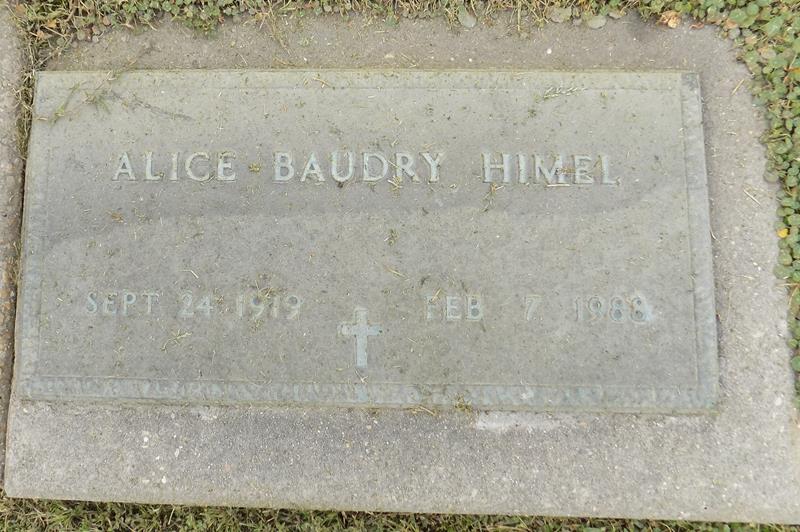 ALICE BAUDRY HIMEL
SEPT 24 1919 FEB 7 1988